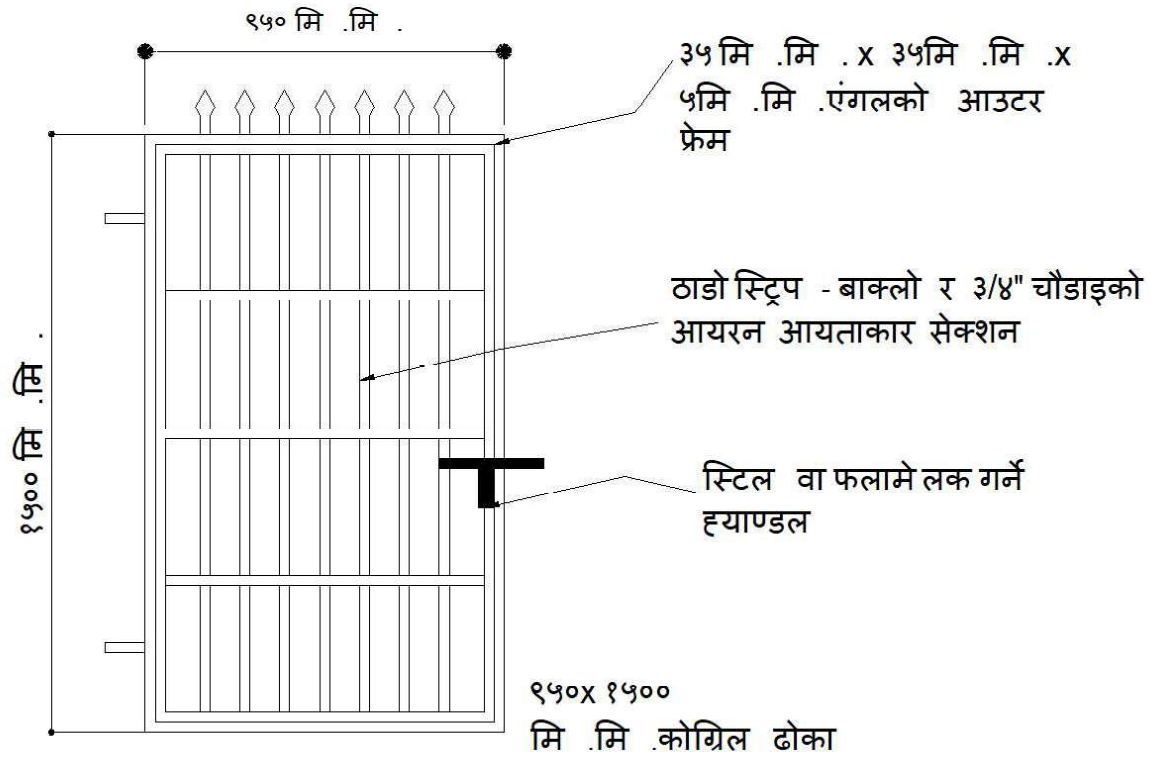 ९५० मि .मि .
३५ मि .मि . x ३५मि .मि .x
५मि .मि .एंगलको आउटर
फ्रेम
ठाडो स्ट्रिप - बाक्लो र ३/४" चौडाइको
आयरन आयताकार सेक्शन
१५०० मि .मि .
स्टिल वा फलामे लक गर्ने
ह्याण्डल
९५०x १५००
मि .मि .कोग्रिल ढोका